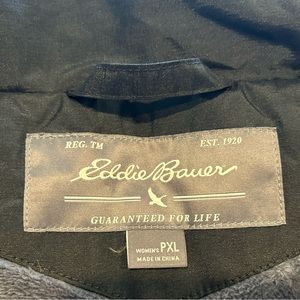 REG. TM EST. 1920
Eddie Bauer
GUARANTEED FOR LIFE
WOMEN'S PXL
MADE IN CHINA